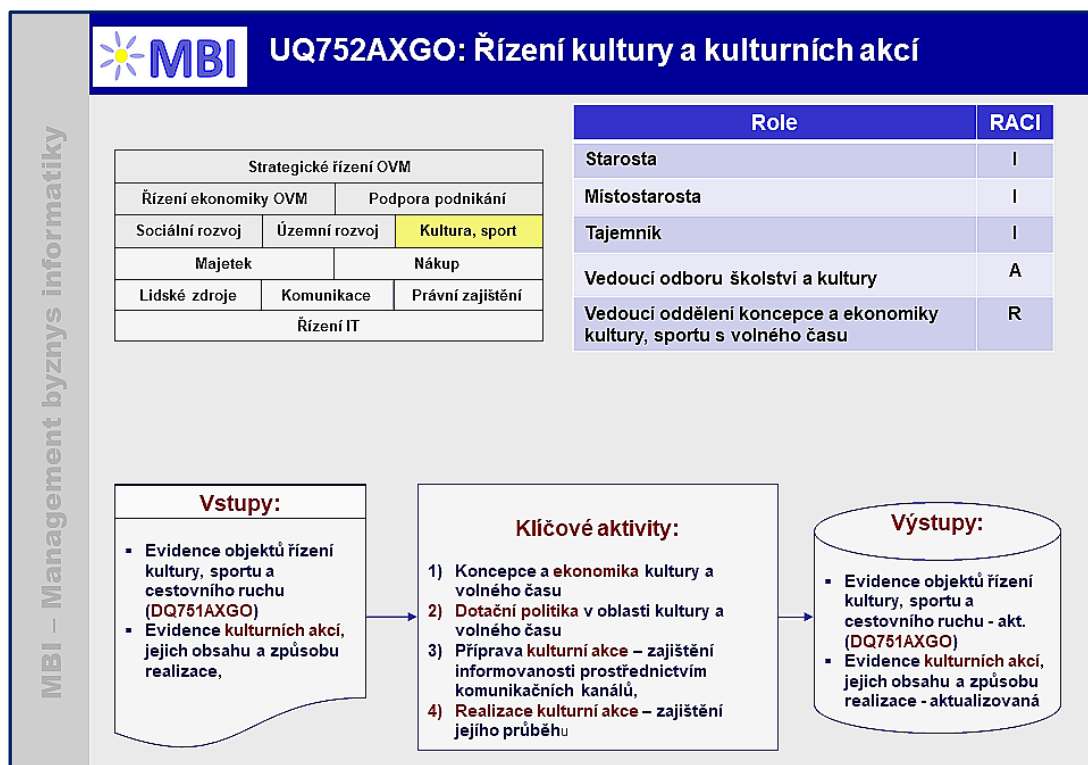 MBI
UQ752AXGO: Řízení kultury a kulturních akcí
MBI – Management byznys informatiky
Strategické řízení OVM
Řízení ekonomiky OVM
Podpora podnikání
Sociální rozvoj
Územní rozvoj
Kultura, sport
Majetek
Nákup
Lidské zdroje
Komunikace
Právní zajištění
Řízení IT
Role RACI
Starosta I
Místostarosta I
Tajemník I
Vedoucí odboru školství a kultury A
Vedoucí oddělení koncepce a ekonomiky R
kultury, sportu s volného času
Vstupy:
▪ Evidence objektů řízení
kultury, sportu a
cestovního ruchu
(DQ751AXGO)
▪ Evidence kulturních akcí,
jejich obsahu a způsobu
realizace,
Klíčové aktivity:
1) Koncepce a ekonomika kultury a
volného času
2) Dotační politika v oblasti kultury a
volného času
3) Příprava kulturní akce – zajištění
informovanosti prostřednictvím
komunikačních kanálů,
4) Realizace kulturní akce – zajištění
jejího průběhu
Výstupy:
▪ Evidence objektů řízení
kultury, sportu a
cestovního ruchu - akt.
(DQ751AXGO)
▪ Evidence kulturních akcí,
jejich obsahu a způsobu
realizace - aktualizovaná